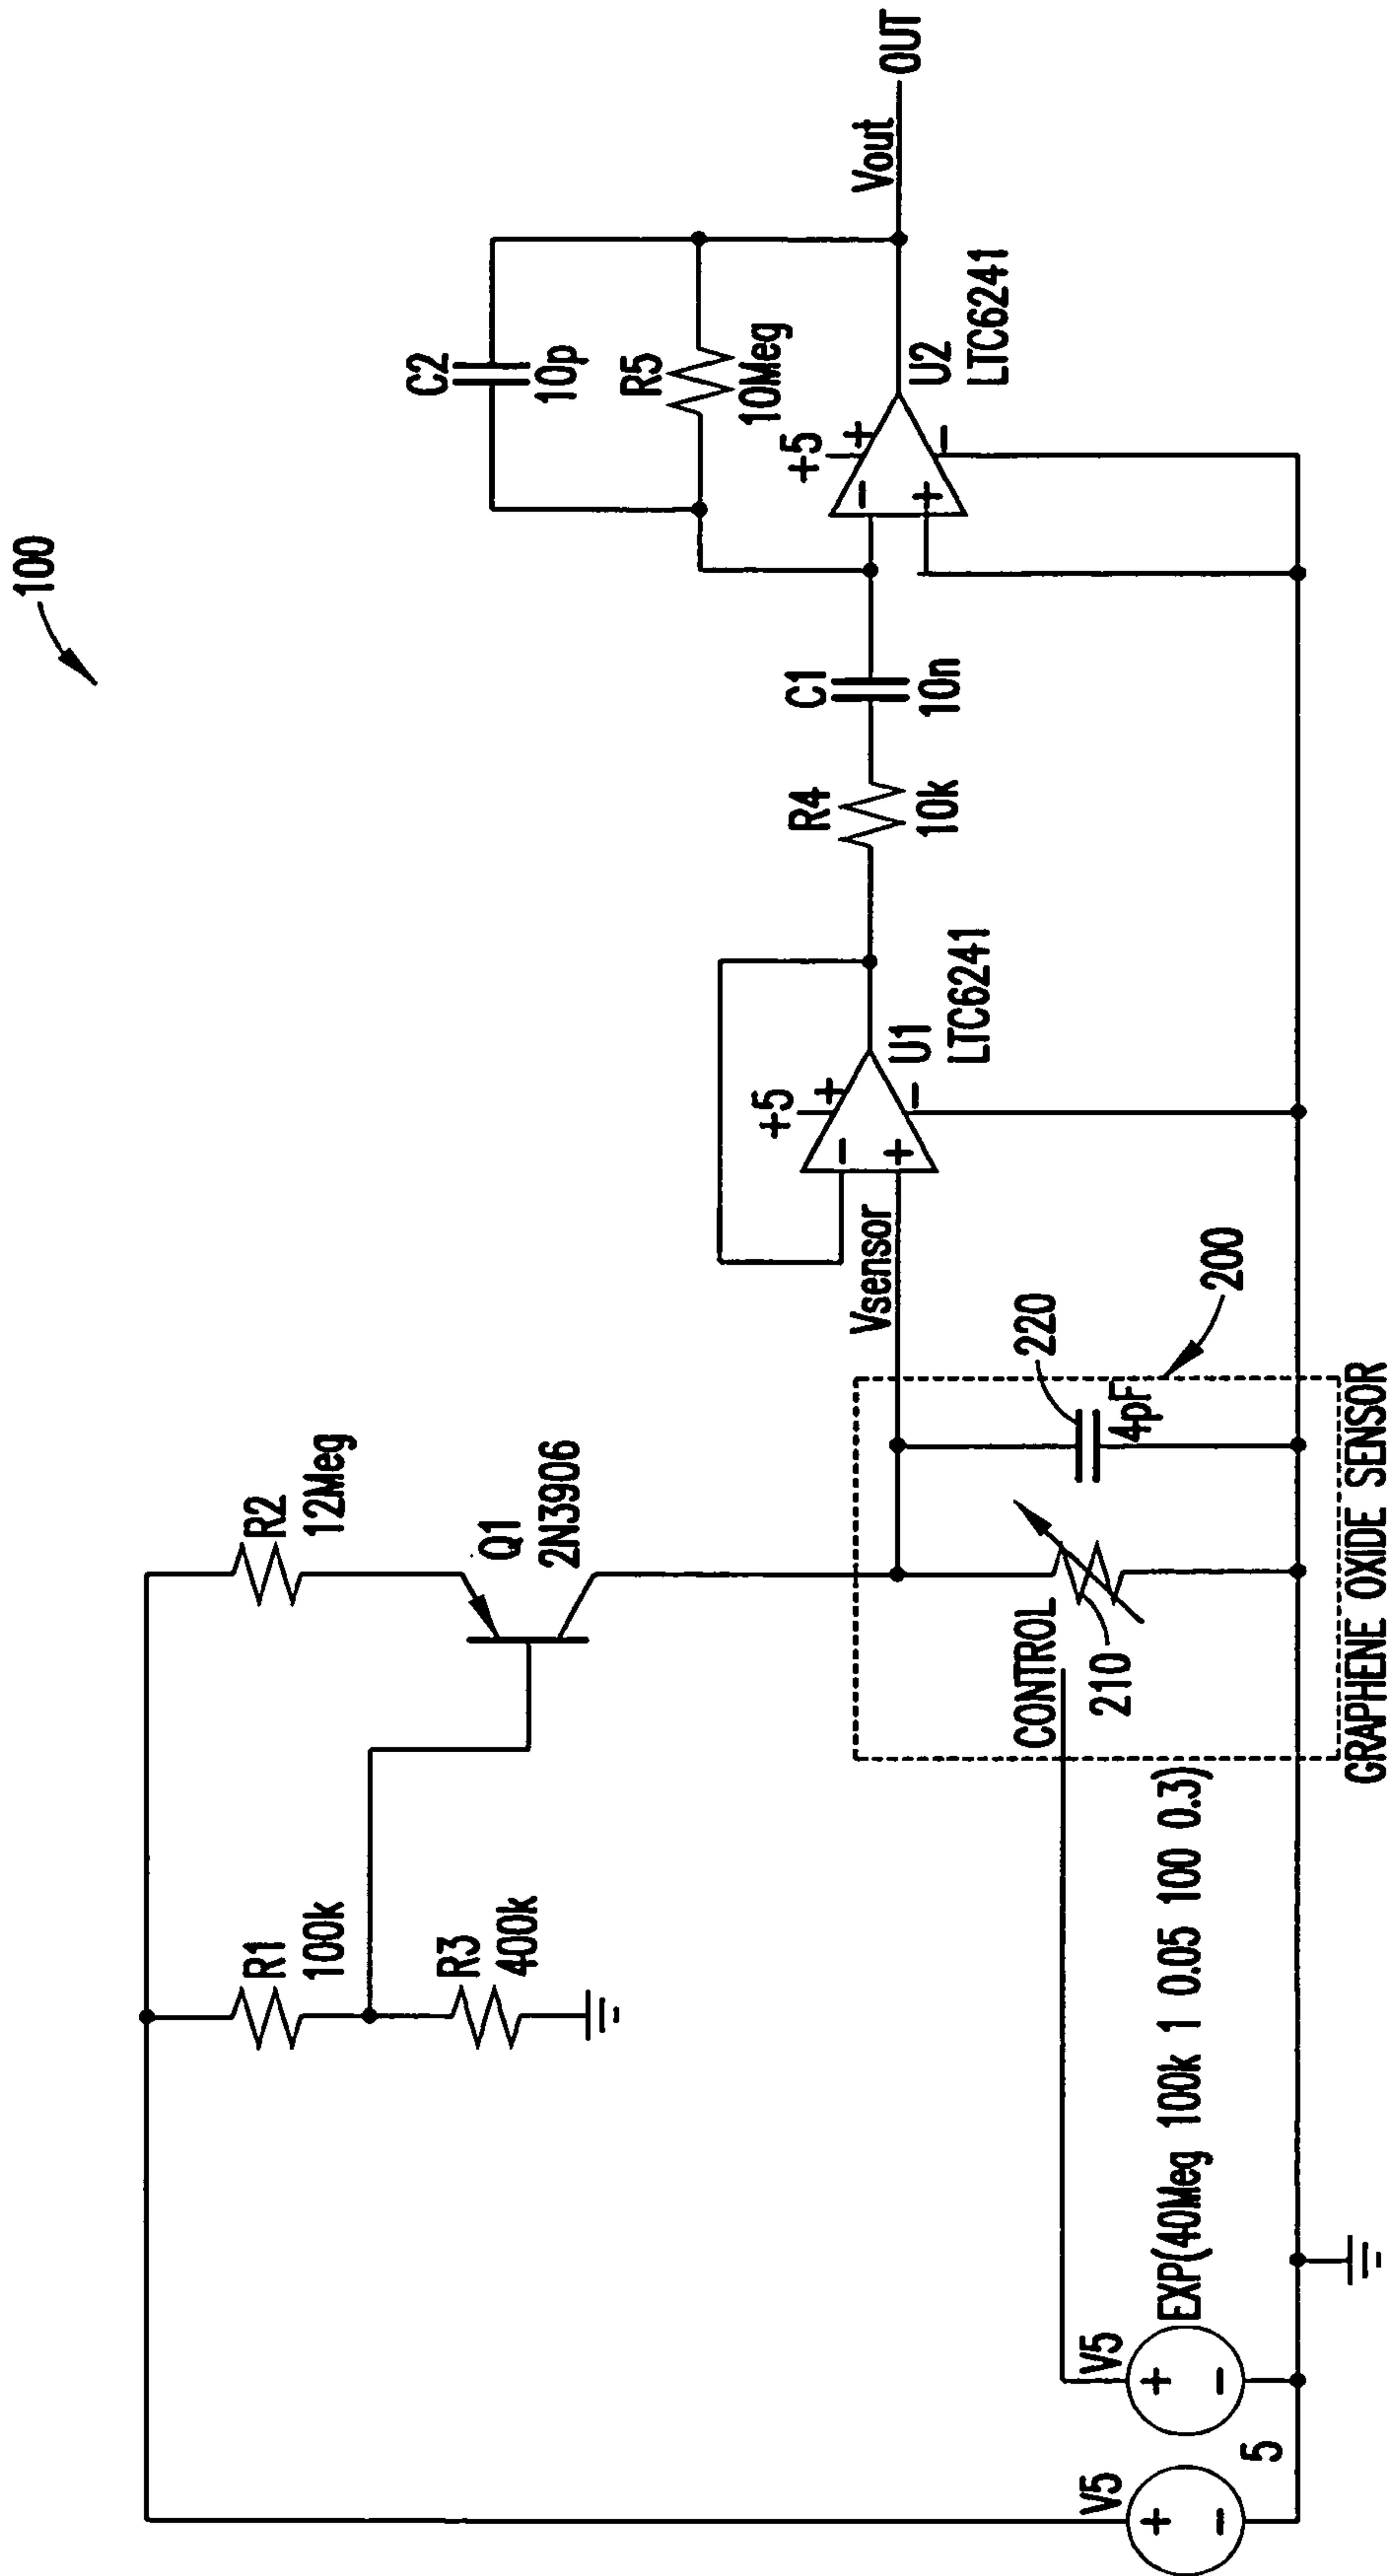 100
R1
100k
R3
400k
R2
12Meg
Q1
2N3906
V5
+
-
5
V5
+
-
EXP(40Meg 100k 1 0.05 100 0.3)
CONTROL
210
220
4pF
200
GRAPHENE OXIDE SENSOR
Vsensor
+5
+
-
-
+
U1
LTC6241
R4
10k
C1
10n
C2
10p
R5
10Meg
+5
+
-
-
+
U2
LTC6241
Vout
OUT